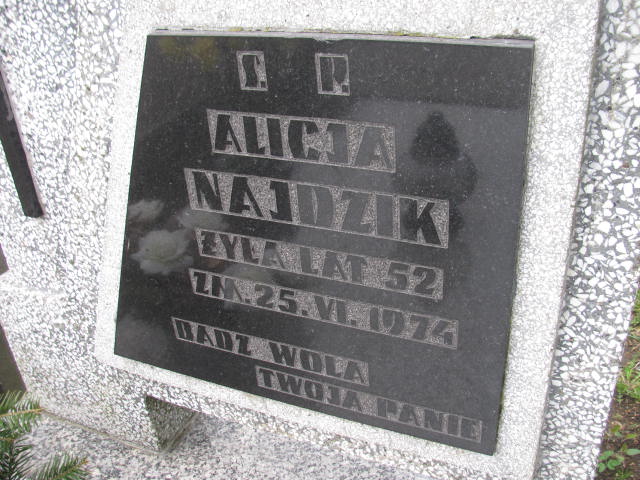 Ś. P.
ALICJA
NAJDZIK
ŻYŁA LAT 52
ZM. 25. VI. 1974
BĄDŹ WOLA
TWOJA PANIE